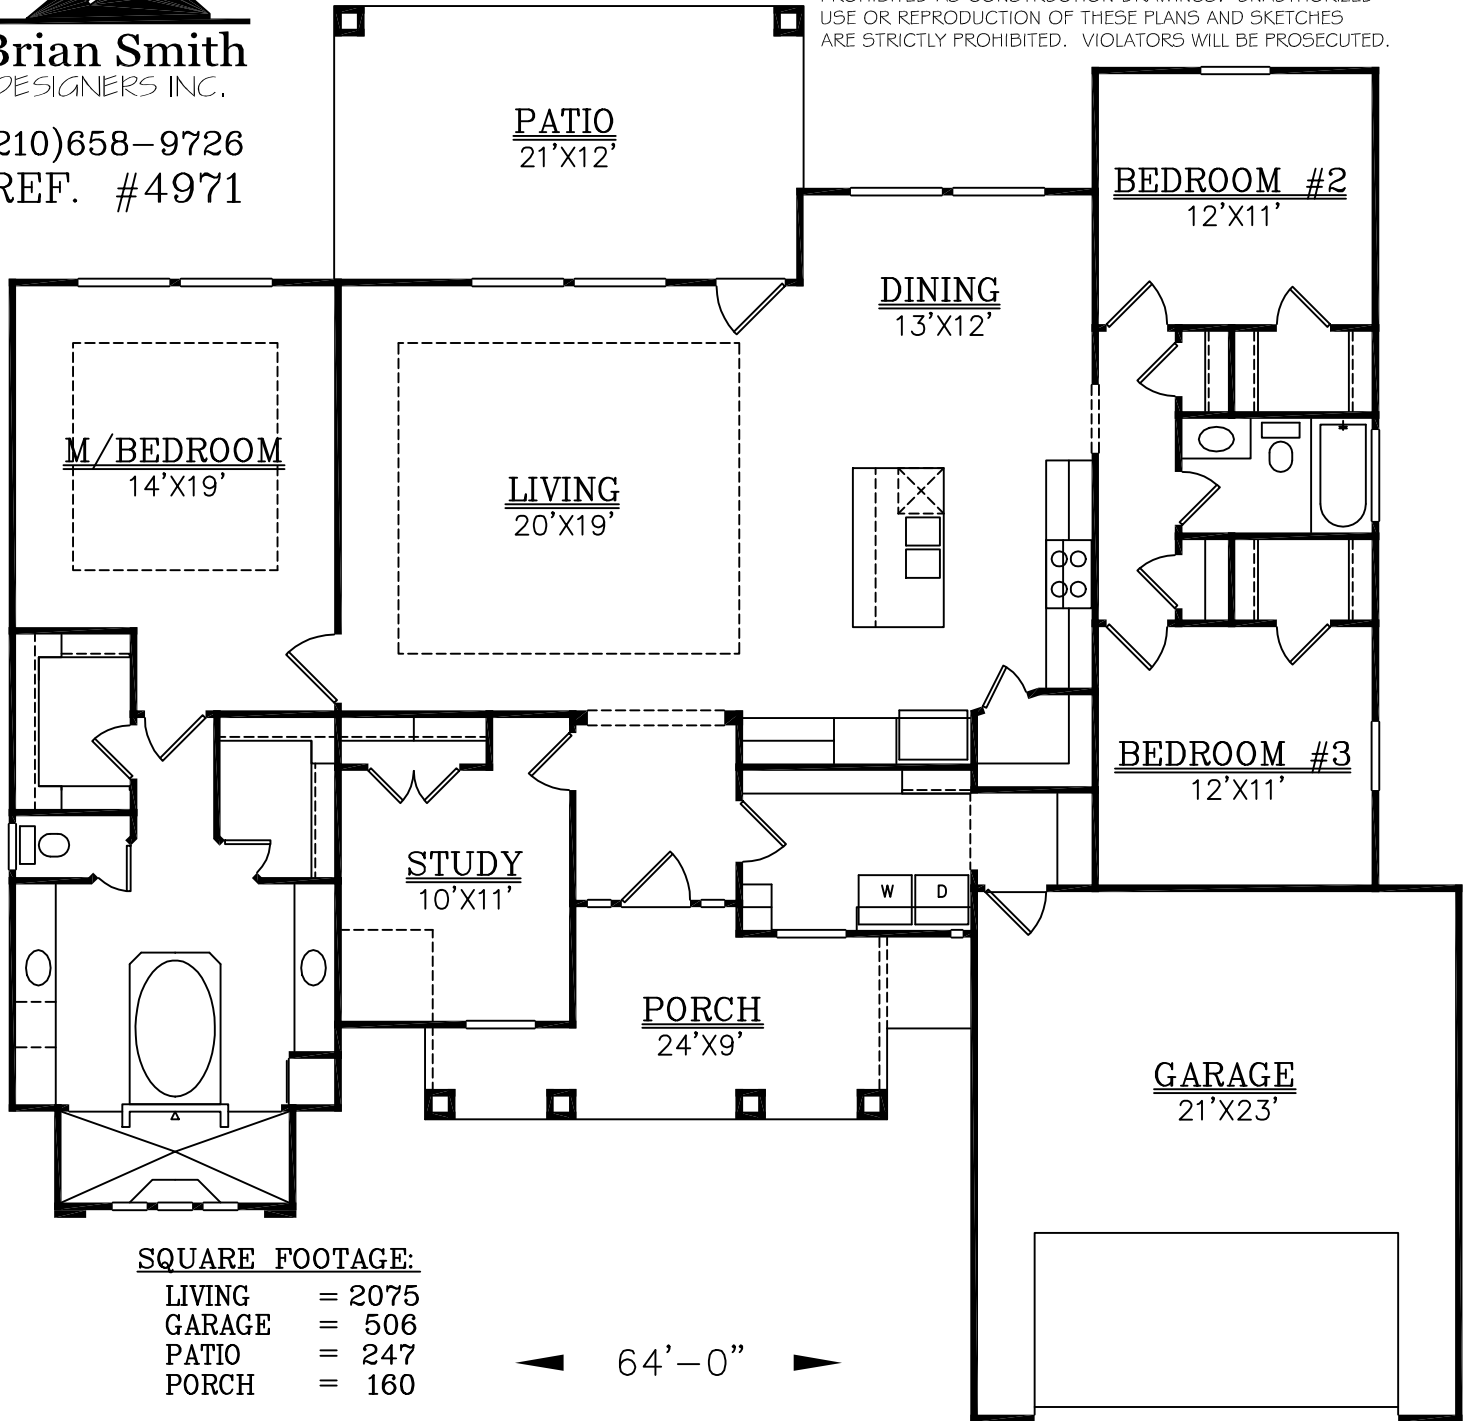 Brian Smith
DESIGNERS INC.
210)658-9726
REF. #4971
USE OR REPRODUCTION OF THESE PLANS AND SKETCHES
ARE STRICTLY PROHIBITED. VIOLATORS WILL BE PROSECUTED.
PATIO
21'X12'
BEDROOM #2
12'X11'
DINING
13'X12'
M/BEDROOM
14'X19'
LIVING
20'X19'
BEDROOM #3
12'X11'
STUDY
10'X11'
W D
PORCH
24'X9'
GARAGE
21'X23'
SQUARE FOOTAGE:
LIVING = 2075
GARAGE = 506
PATIO = 247
PORCH = 160
64'-0"